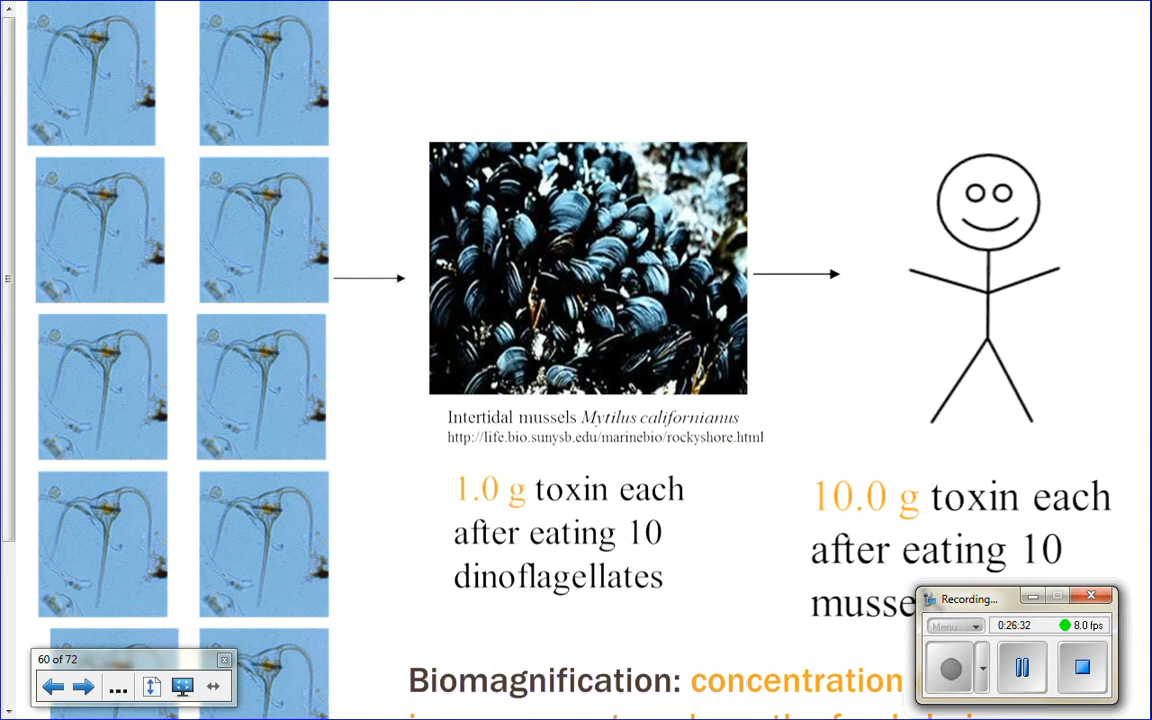 Intertidal mussels Mytilus californianus
http://life.bio.sunysb.edu/marinebio/rockyshore.html
1.0 g toxin each
after eating 10
dinoflagellates
10.0 g toxin each
after eating 10
musse
Recording...
Menu
0:26:32
8.0 fps
60 of 72
...
Biomagnification: concentration